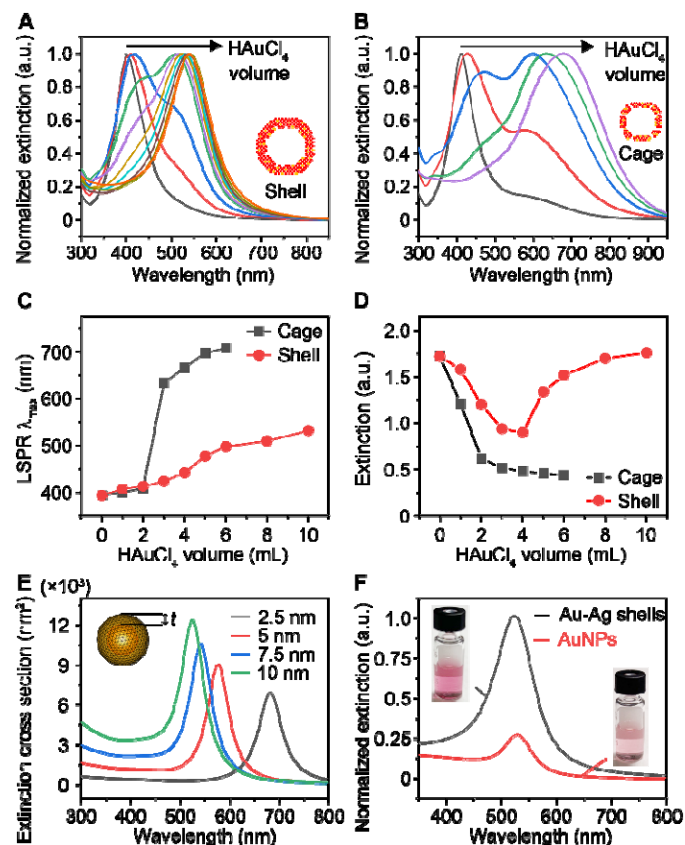 A
B
Normalized extinction (a.u.)
1.0
0.8
0.6
0.4
0.2
0
HAuCl₄
volume
Shell
300 400 500 600 700 800
Wavelength (nm)
Normalized extinction (a.u.)
1.0
0.8
0.6
0.4
0.2
0
HAuCl₄
volume
Cage
300 400 500 600 700 800 900
Wavelength (nm)
C
D
LSPR λmax (nm)
700
600
500
400
Cage
Shell
0 2 4 6 8 10
HAuCl₄ volume (mL)
Extinction (a.u.)
2.0
1.5
1.0
0.5
0
Cage
Shell
0 2 4 6 8 10
HAuCl₄ volume (mL)
E (×10³)
F
Extinction cross section (nm²)
12
9
6
3
0
t
2.5 nm
5 nm
7.5 nm
10 nm
300 400 500 600 700 800
Wavelength (nm)
Normalized extinction (a.u.)
1.0
0.75
0.5
0.25
0
Au-Ag shells
AuNPs
400 500 600 700 800
Wavelength (nm)